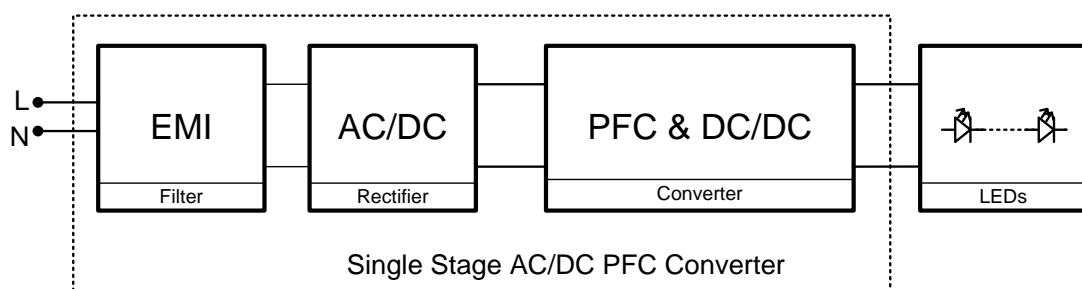 L
N
EMI
Filter
AC/DC
Rectifier
PFC & DC/DC
Converter
LEDs
Single Stage AC/DC PFC Converter